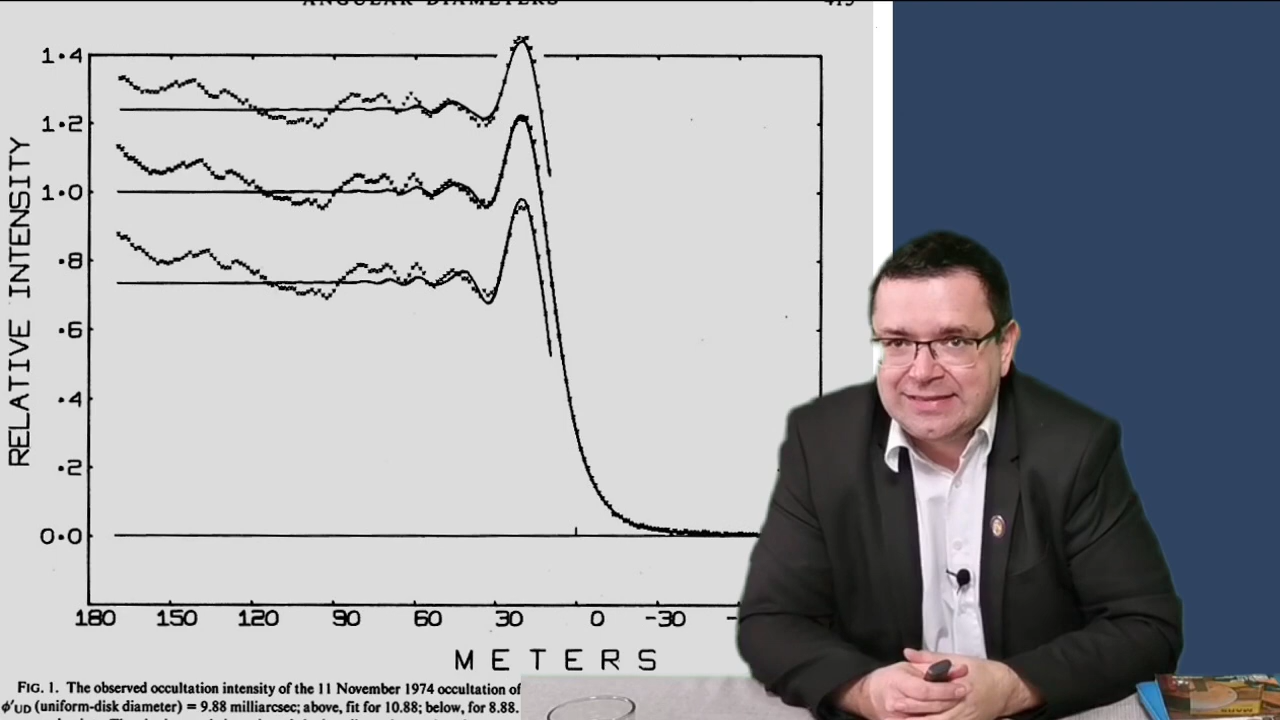 ANGULAR DIAMETERS 415
1.4
1.2
1.0
.8
.6
.4
.2
0.0
RELATIVE INTENSITY
180 150 120 90 60 30 0 -30
METERS
FIG. 1. The observed occultation intensity of the 11 November 1974 occultation of
φ′UD (uniform-disk diameter) = 9.88 milliarcsec; above, fit for 10.88; below, for 8.88.